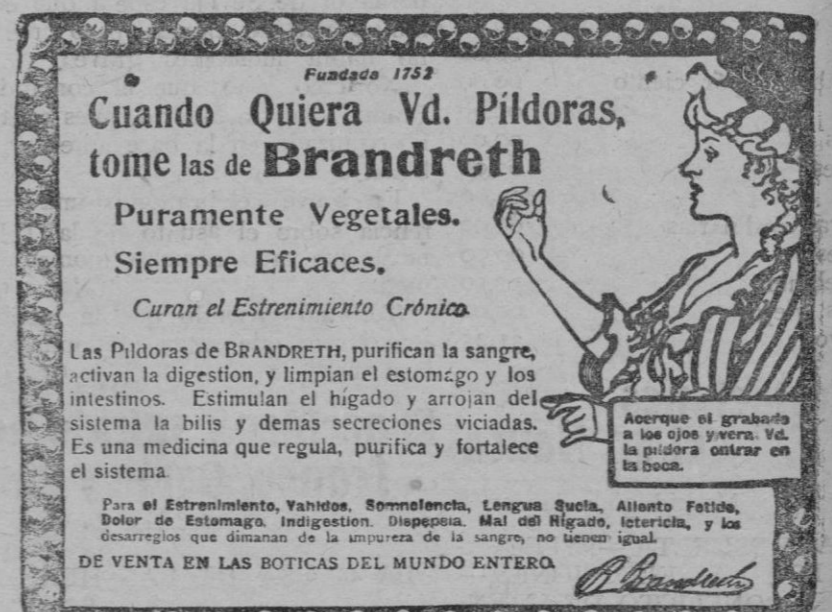 Fundada 1752
Cuando Quiera Vd. Píldoras,
tome las de Brandreth
Puramente Vegetales.
Siempre Eficaces.
Curan el Estrenimiento Crónico.
Las Píldoras de BRANDRETH, purifican la sangre,
activan la digestion, y limpian el estomago y los
intestinos. Estimulan el hígado y arrojan del
sistema la bilis y demas secreciones viciadas.
Es una medicina que regula, purifica y fortalece
el sistema
Acerque el grabado
a los ojos y vera Vd.
la píldora entrar en
la boca.
Para el Estrenimiento, Vahidos, Somnolencia, Lengua Sucia, Aliento Fetido,
Dolor de Estomago, Indigestion, Dispepsia, Mal del Hígado, Ictericia, y los
desarreglos que dimanan de la impureza de la sangre, no tienen igual.
DE VENTA EN LAS BOTICAS DEL MUNDO ENTERO.
B Brandreth